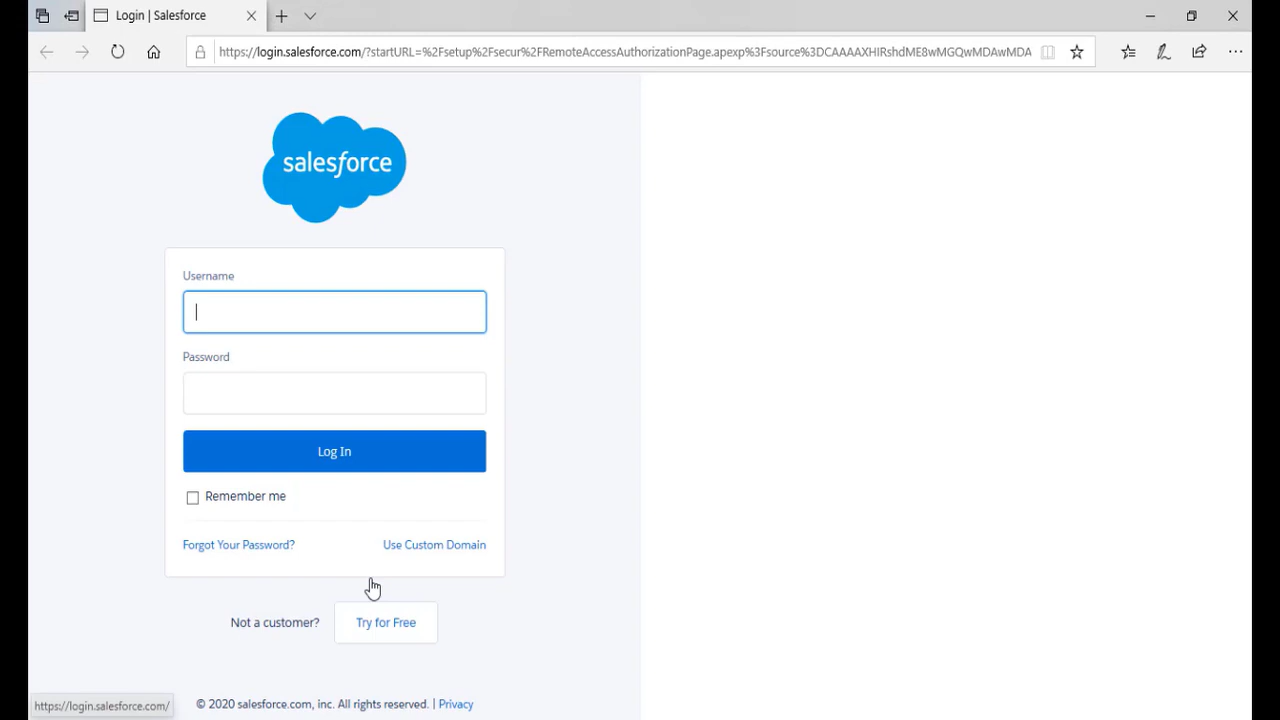 Login | Salesforce
https://login.salesforce.com/?startURL=%2Fsetup%2Fsecur%2FRemoteAccessAuthorizationPage.apexp%3Fsource%3DCAAAAXHIRshdME8wMGQwMDAwMDA
salesforce
Username
Password
Log In
Remember me
Forgot Your Password?
Use Custom Domain
Not a customer?
Try for Free
https://login.salesforce.com/
© 2020 salesforce.com, inc. All rights reserved. | Privacy